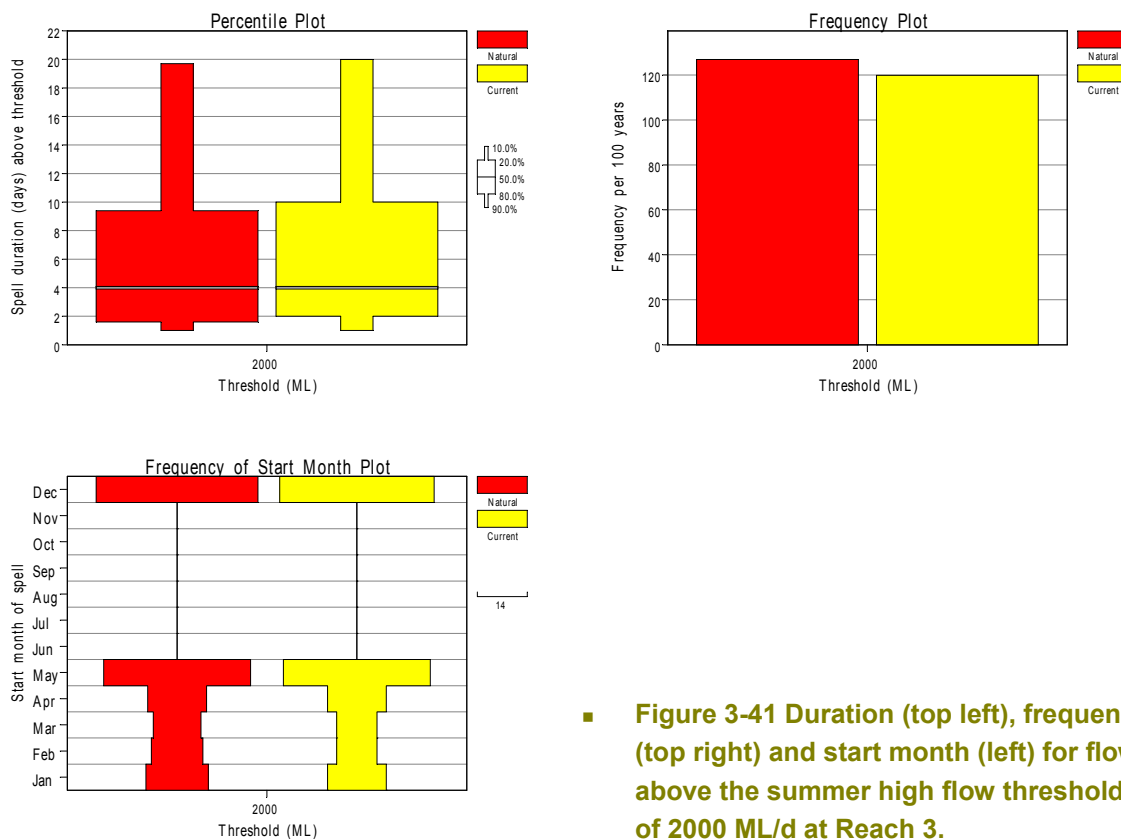 Percentile Plot
22
20
18
16
14
12
10
8
6
4
2
0
Spell duration (days) above threshold
2000
Threshold (ML)
Natural
Current
10.0%
20.0%
50.0%
80.0%
90.0%
Frequency Plot
120
100
80
60
40
20
0
Frequency per 100 years
2000
Threshold (ML)
Natural
Current
Frequency of Start Month Plot
Dec
Nov
Oct
Sep
Aug
Jul
Jun
May
Apr
Mar
Feb
Jan
Start month of spell
2000
Threshold (ML)
Natural
Current
14
▪ Figure 3-41 Duration (top left), frequen
(top right) and start month (left) for flow
above the summer high flow threshold
of 2000 ML/d at Reach 3.